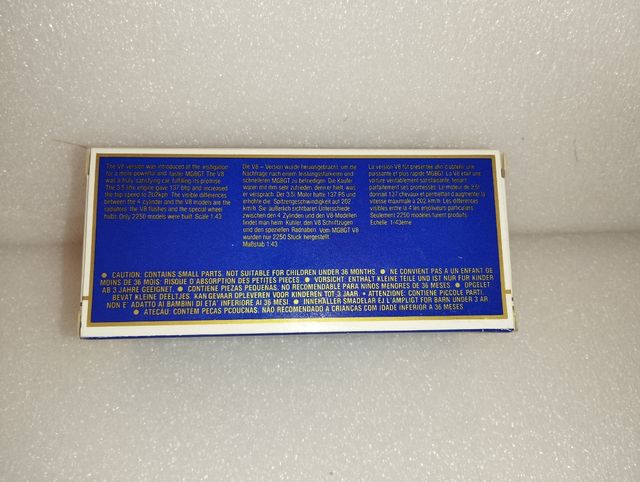 The V8 version was introduced at the instigation
for a more powerful and faster MGBGT. The V8
was a truly satisfying car fulfilling its promise.
The 3.5 litre engine gave 137 bhp and increased
the top speed to 202kph. The visible differences
between the 4 cylinder and the V8 models are the
radiators, the V8 flashes and the special wheel
hubs. Only 2250 models were built. Scale 1:43
Die V8 - Version wurde herausgebracht, um die
Nachfrage nach einem leistungsfärkeren und
schnelleren MGBGT zu befriedigen. Die Käufer
waren mit ihm sehr zufrieden, denn er hielt, was
er versprach. Der 3.5l Motor hatte 137 PS und
erhöhte die Spitzengeschwindigkeit auf 202
km/h. Sie äußerlich sichtbaren Unterschiede
zwischen den 4 Zylinder und den V8-Modellen
findet man beim Kühler, den V8 Schriftzügen
und den speziellen Radnaben. Vom MGBGT V8
wurden nur 2250 Stück hergestellt.
Maßstab 1:43
La version V8 fut présentée afin d'obtenir une
puissante et plus rapide MGBGT. La V8 était une
voiture véritablement satisfaisante, tenant
parfaitement ses promesses. Le moteur de 3.5l
donnait 137 chevaux et permettait d'augmenter la
vitesse maximale à 202 km/h. Les différences
visibles entre la 4 et les
Seulement 2250 modèles furent produits.
Echelle: 1/43ème
● CAUTION: CONTAINS SMALL PARTS. NOT SUITABLE FOR CHILDREN UNDER 36 MONTHS. ● NE CONVIENT PAS A UN ENFANT DE
MOINS DE 36 MOIS: RISQUE D'ABSORPTION DES PETITES PIECES. ● VORSICHT: ENTHALT KLEINE TEILE UND IST NUR FUR KINDER
AB 3 JAHRE GEEIGNET. ● CONTIENE PIEZAS PEQUENAS. NO RECOMENDABLE PARA NINOS MENORES DE 36 MESES ● OPGELET.
BEVAT KLEINE DEELTJES. KAN GEVAAR OPLEVEREN VOOR KINDEREN TOT 3 JAAR • ATTENZIONE: CONTIENE PICCOLE PARTI.
NON E' ADATTO AI BAMBINI DI ETA' INFERIORE AI 36 MESI. ● INNEHALLER SMADELAR EJ LAMPLIGT FOR BARN UNDER 3 AR
● ATECAU: CONTÉM PEÇAS PCOUCNAS. NÃO RECOMENDADO A CRIANÇAS COM IDADE INFERIOR A 36 MESES